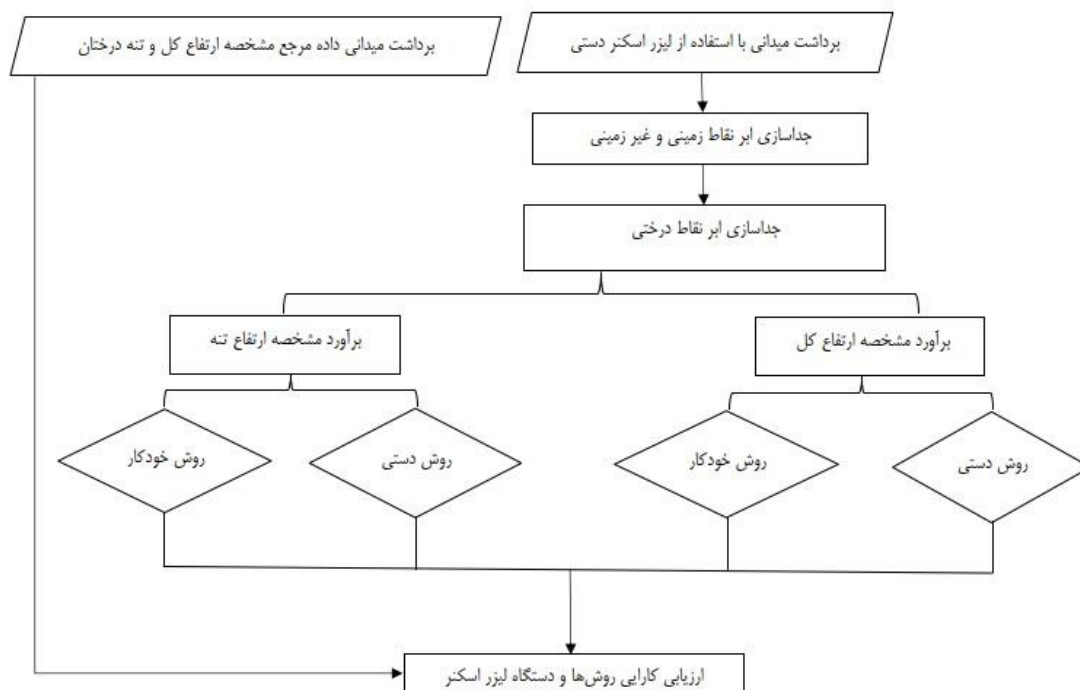 برداشت میدانی با استفاده از لیزر اسکنر دستی
برداشت میدانی داده مرجع مشخصه ارتفاع کل و تنه درختان
جداسازی ابر نقاط زمینی و غیر زمینی
جداسازی ابر نقاط درختی
برآورد مشخصه ارتفاع کل
برآورد مشخصه ارتفاع تنه
روش دستی
روش خودکار
روش دستی
روش خودکار
ارزیابی کارایی روش‌ها و دستگاه لیزر اسکنر